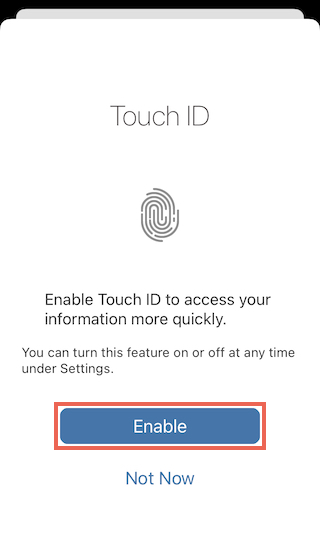 Touch ID
Enable Touch ID to access your
information more quickly.
You can turn this feature on or off at any time
under Settings.
Enable
Not Now